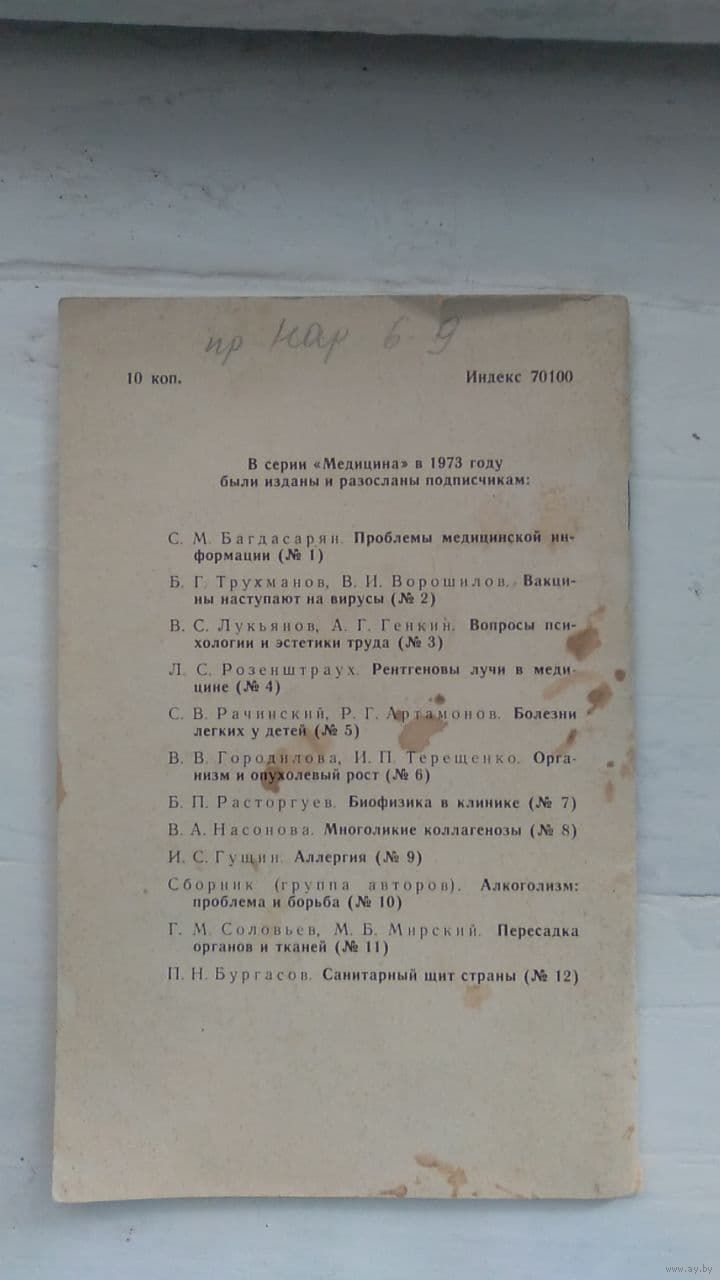 пр Нар 6. 9
10 коп. Индекс 70100
В серии «Медицина» в 1973 году
были изданы и разосланы подписчикам:
С. М. Багдасарян. Проблемы медицинской ин-
формации (№ 1)
Б. Г. Трухманов, В. И. Ворошилов. Вакци-
ны наступают на вирусы (№ 2)
В. С. Лукьянов, А. Г. Генкин. Вопросы пси-
хологии и эстетики труда (№ 3)
Л. С. Розенштраух. Рентгеновы лучи в меди-
цине (№ 4)
С. В. Рачинский, Р. Г. Артамонов. Болезни
легких у детей (№ 5)
В. В. Городилова, И. П. Терещенко. Орга-
низм и опухолевый рост (№ 6)
Б. П. Расторгуев. Биофизика в клинике (№ 7)
В. А. Насонова. Многоликие коллагенозы (№ 8)
И. С. Гущин. Аллергия (№ 9)
Сборник (группа авторов). Алкоголизм:
проблема и борьба (№ 10)
Г. М. Соловьев, М. Б. Мирский. Пересадка
органов и тканей (№ 11)
П. Н. Бургасов. Санитарный щит страны (№ 12)
www.ay.by